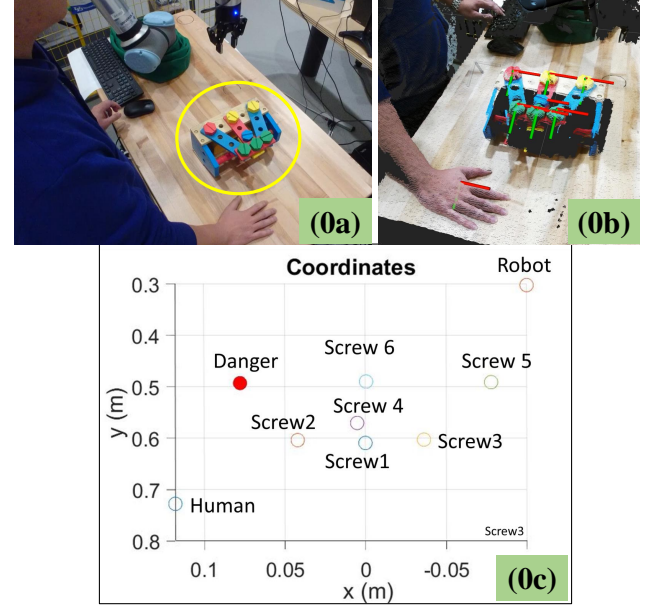 (0a)
(0b)
Coordinates
Robot
0.3
0.4
Danger
Screw 6
Screw 5
0.5
Screw2
Screw 4
y (m)
0.6
Screw1
Screw3
0.7
Human
Screw3
0.8
0.1
0.05
0
-0.05
x (m)
(0c)